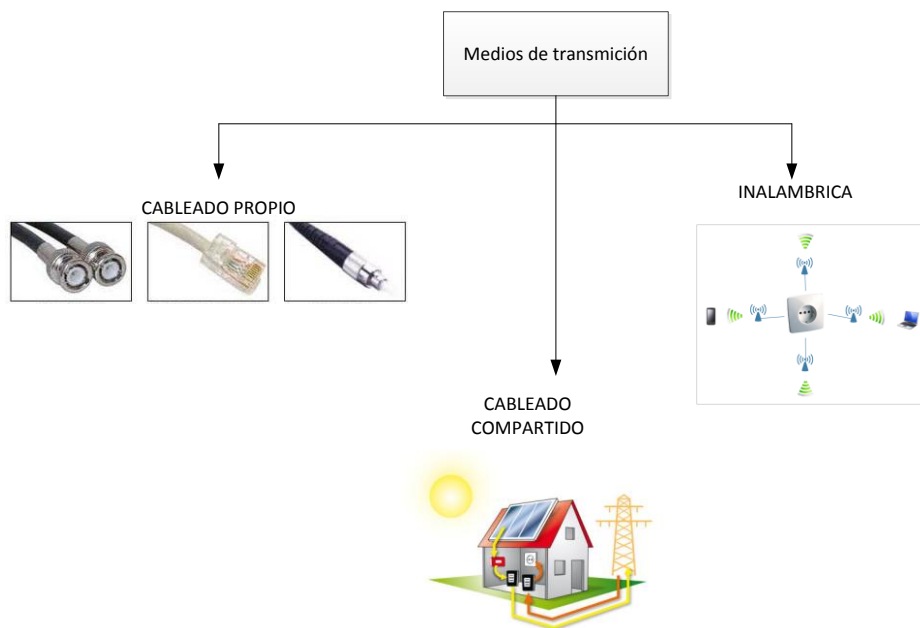 Medios de transmición
CABLEADO PROPIO
INALAMBRICA
CABLEADO
COMPARTIDO